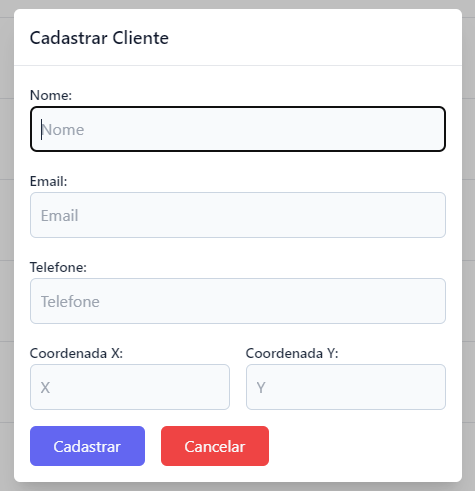 Cadastrar Cliente
Nome:
Nome
Email:
Email
Telefone:
Telefone
Coordenada X: Coordenada Y:
X Y
Cadastrar Cancelar